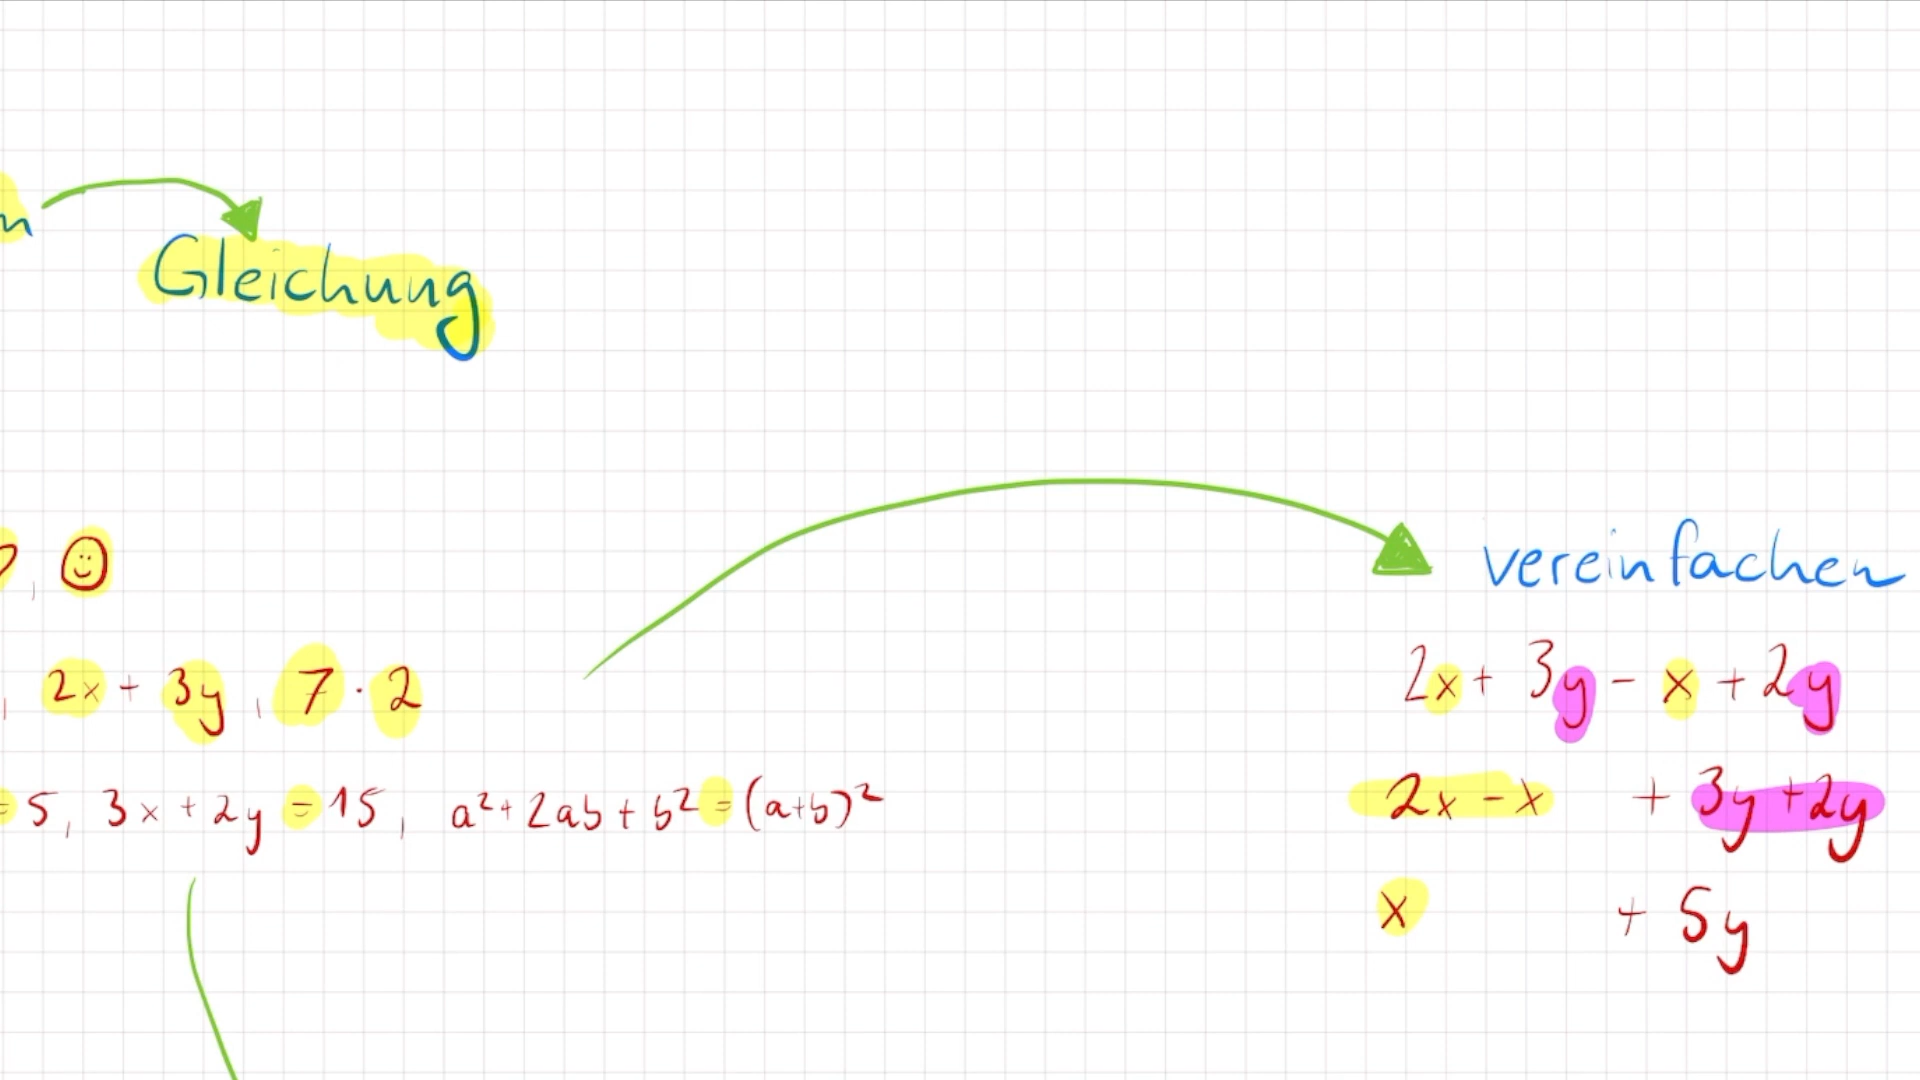 Gleichung
vereinfachen
, 2x + 3y, 7 · 2
2x + 3y - x + 2y
= 5, 3x + 2y = 15, a² + 2ab + b² = (a+b)²
2x - x + 3y + 2y
x + 5y